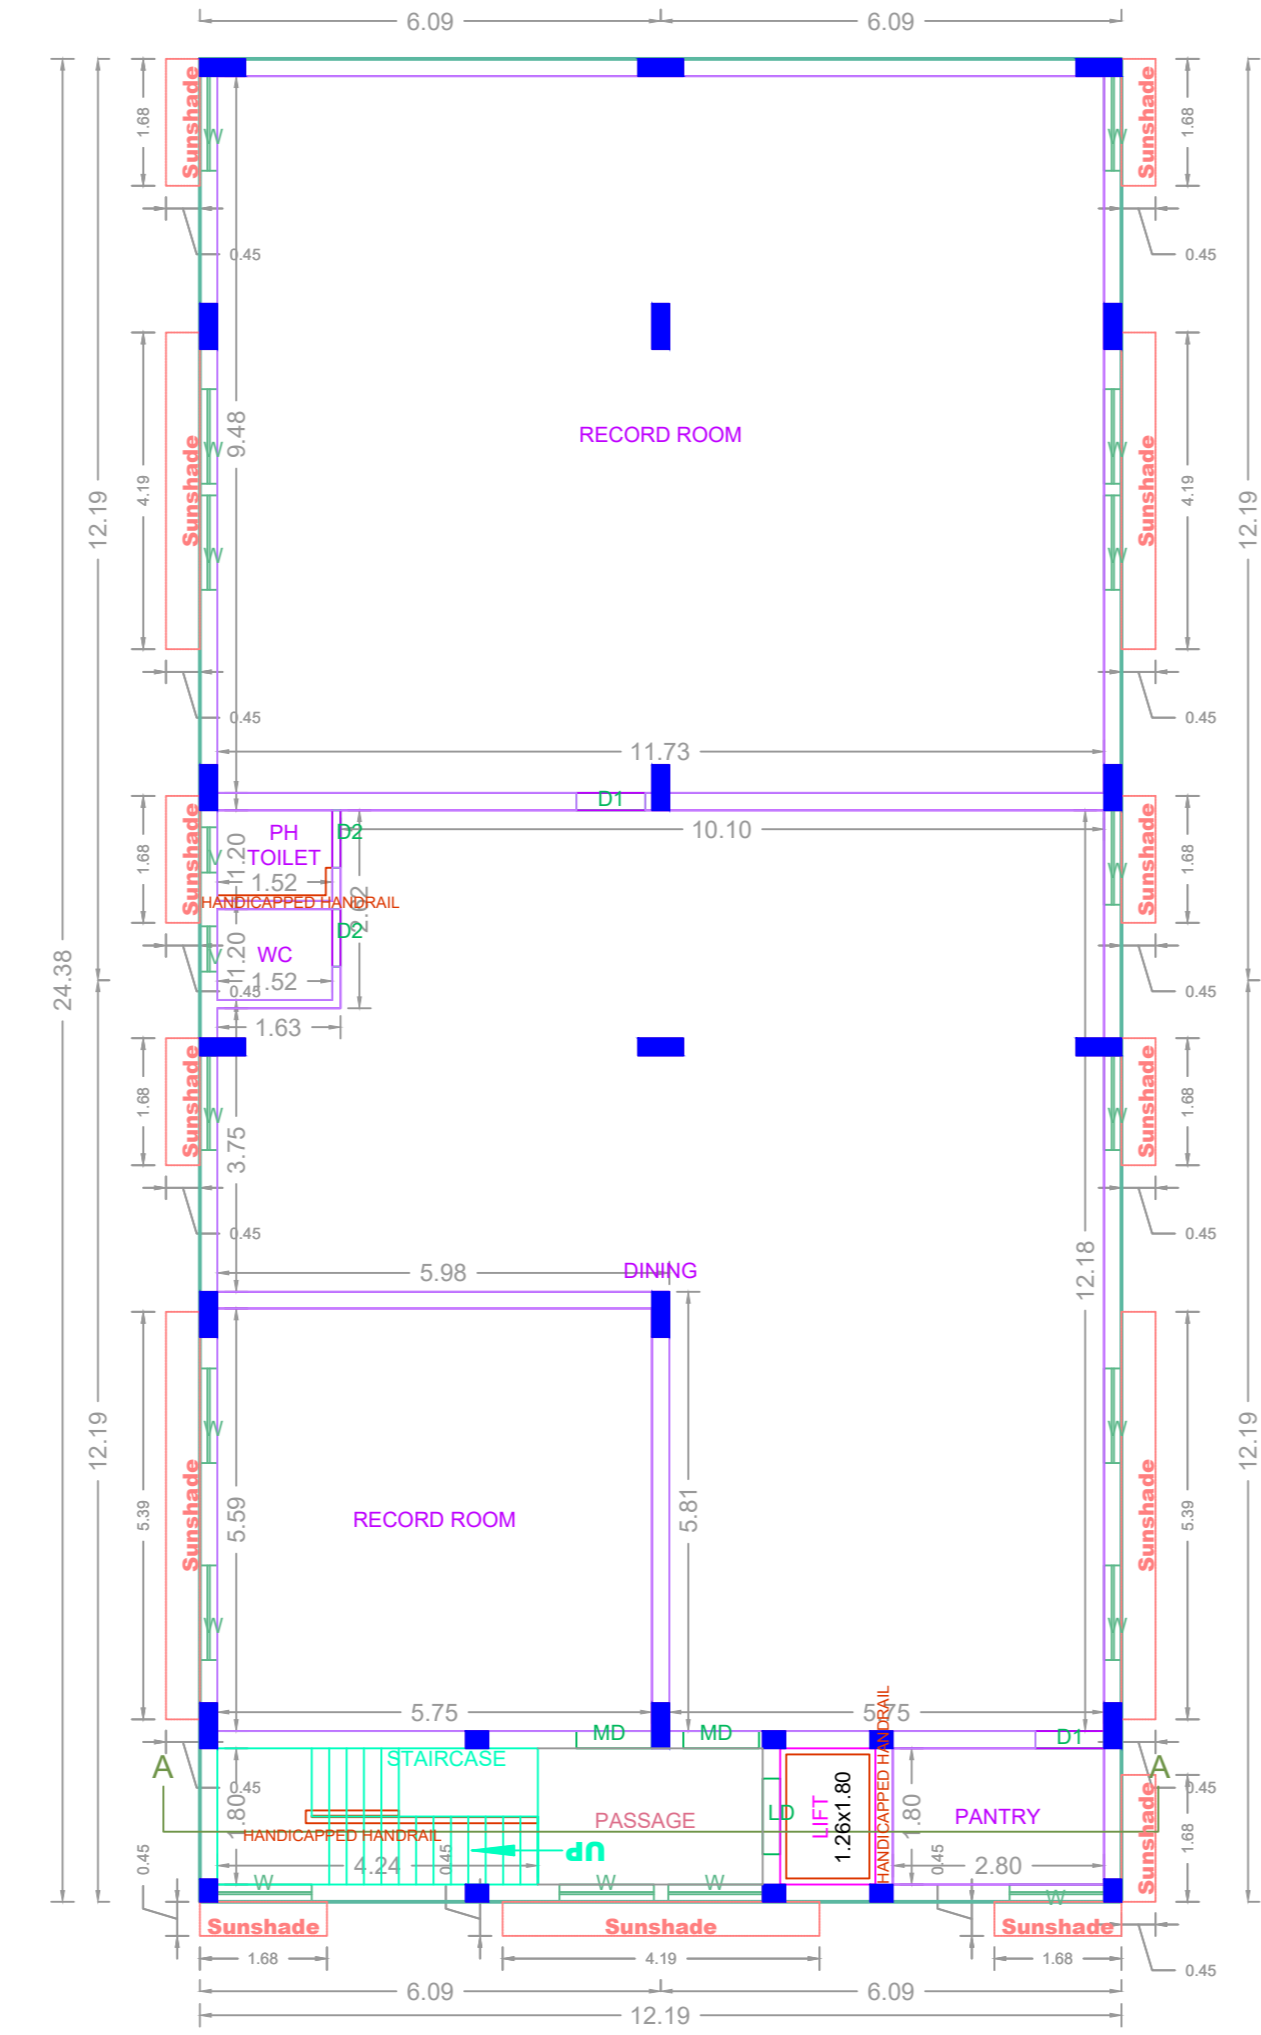 6.09
6.09
Sunshade
W
1.68
1.68
W
Sunshade
0.45
0.45
RECORD ROOM
9.48
W
W
Sunshade
4.19
12.19
4.19
Sunshade
W
W
12.19
0.45
0.45
11.73
D1
10.10
PH
TOILET
D2
1.20
1.52
2.62
HANDICAPPED HANDRAIL
V
Sunshade
1.68
W
Sunshade
1.68
24.38
WC
D2
1.20
1.52
V
0.45
0.45
1.63
Sunshade
1.68
W
3.75
W
Sunshade
1.68
0.45
0.45
5.98
DINING
12.18
12.19
12.19
W
W
5.39
Sunshade
5.59
RECORD ROOM
5.81
Sunshade
5.39
W
W
5.75
5.75
MD
MD
D1
A
A
0.45
0.45
STAIRCASE
1.80
HANDICAPPED HANDRAIL
PASSAGE
UP
4.24
LD
LIFT
1.26x1.80
HANDICAPPED HANDRAIL
1.80
PANTRY
2.80
Sunshade
1.68
0.45
0.45
0.45
W
W
W
W
Sunshade
Sunshade
Sunshade
1.68
4.19
1.68
0.45
6.09
6.09
12.19